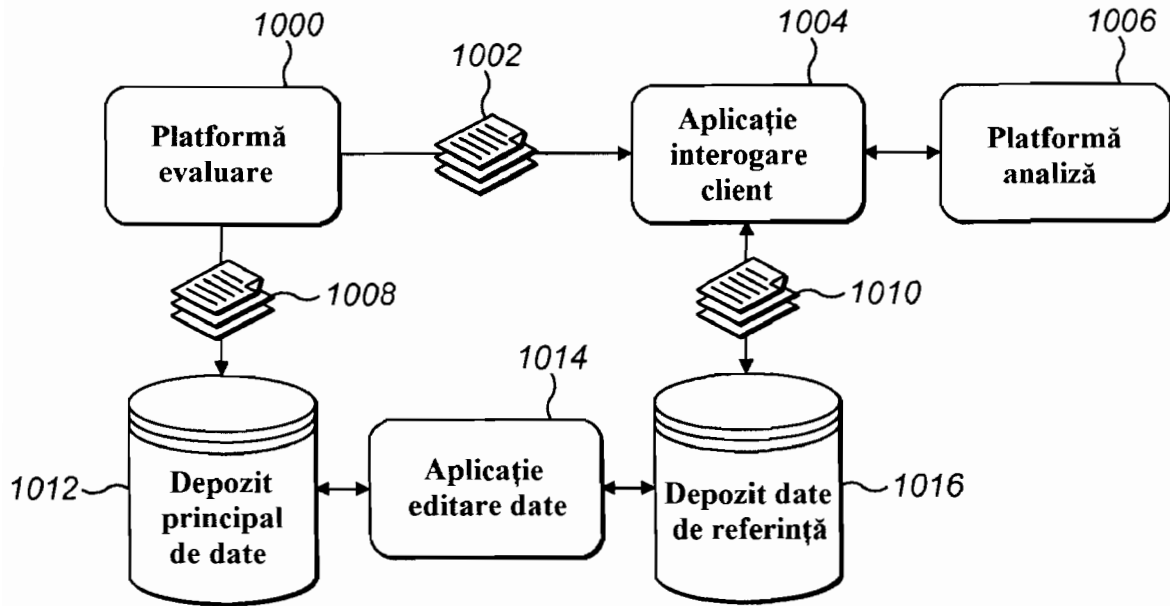 1000
1002
1004
1006
Platformă
evaluare
Aplicație
interogare
client
Platformă
analiză
1008
1010
1012
Depozit
principal
de date
1014
Aplicație
editare date
Depozit date
de referință
1016